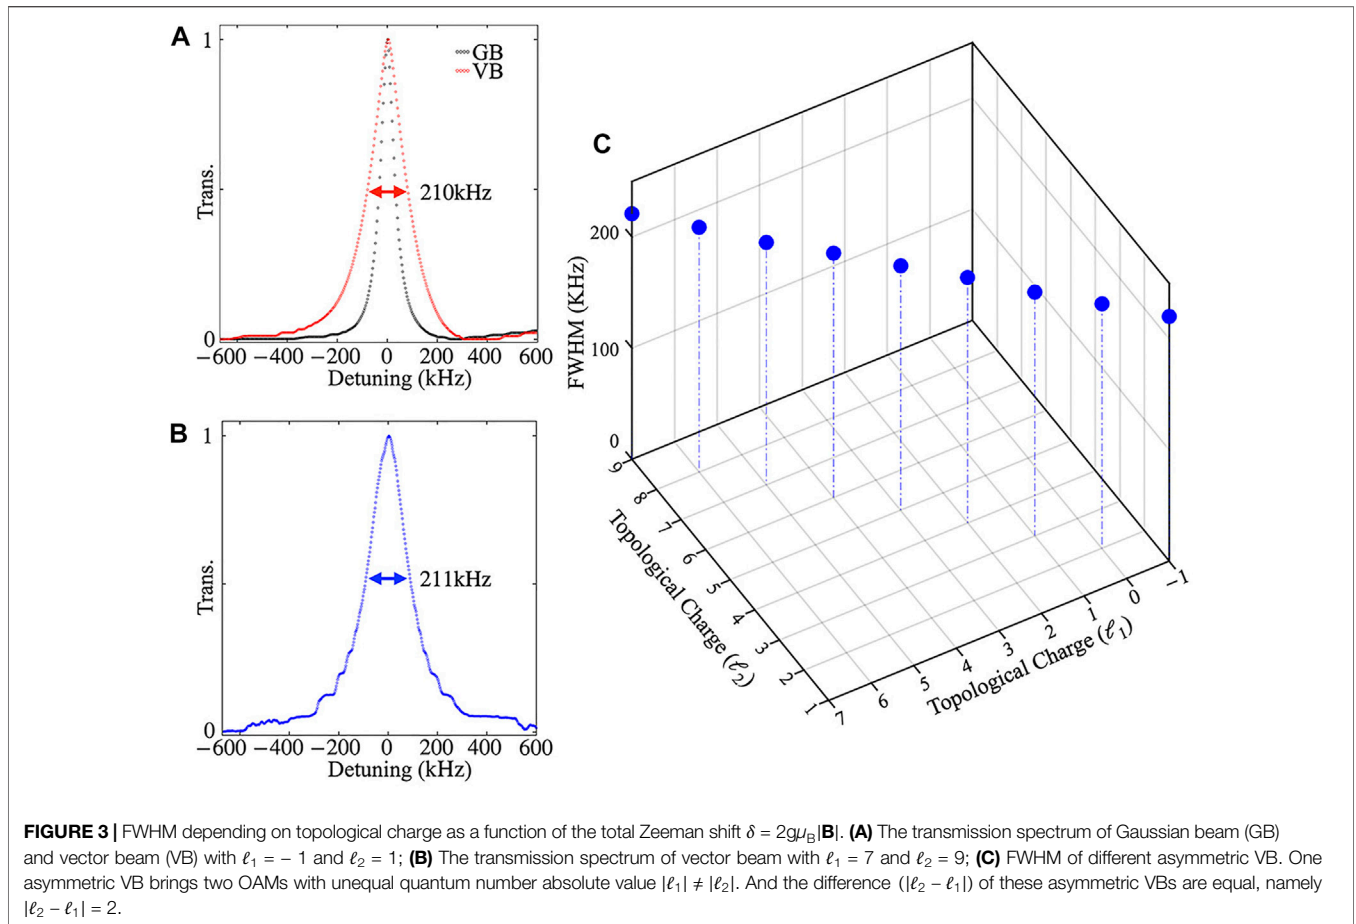 A
1
GB
VB
Trans.
210kHz
0
−600 −400 −200 0 200 400 600
Detuning (kHz)
B
1
Trans.
211kHz
0
−600 −400 −200 0 200 400 600
Detuning (kHz)
C
FWHM (KHz)
200
100
0
9 8 7 6 5 4 3 2 1
Topological Charge (ℓ₂)
7 6 5 4 3 2 1 0 −1
Topological Charge (ℓ₁)
FIGURE 3 | FWHM depending on topological charge as a function of the total Zeeman shift δ = 2gμ_B|B|. (A) The transmission spectrum of Gaussian beam (GB)
and vector beam (VB) with ℓ₁ = − 1 and ℓ₂ = 1; (B) The transmission spectrum of vector beam with ℓ₁ = 7 and ℓ₂ = 9; (C) FWHM of different asymmetric VB. One
asymmetric VB brings two OAMs with unequal quantum number absolute value |ℓ₁| ≠ |ℓ₂|. And the difference (|ℓ₂ − ℓ₁|) of these asymmetric VBs are equal, namely
|ℓ₂ − ℓ₁| = 2.